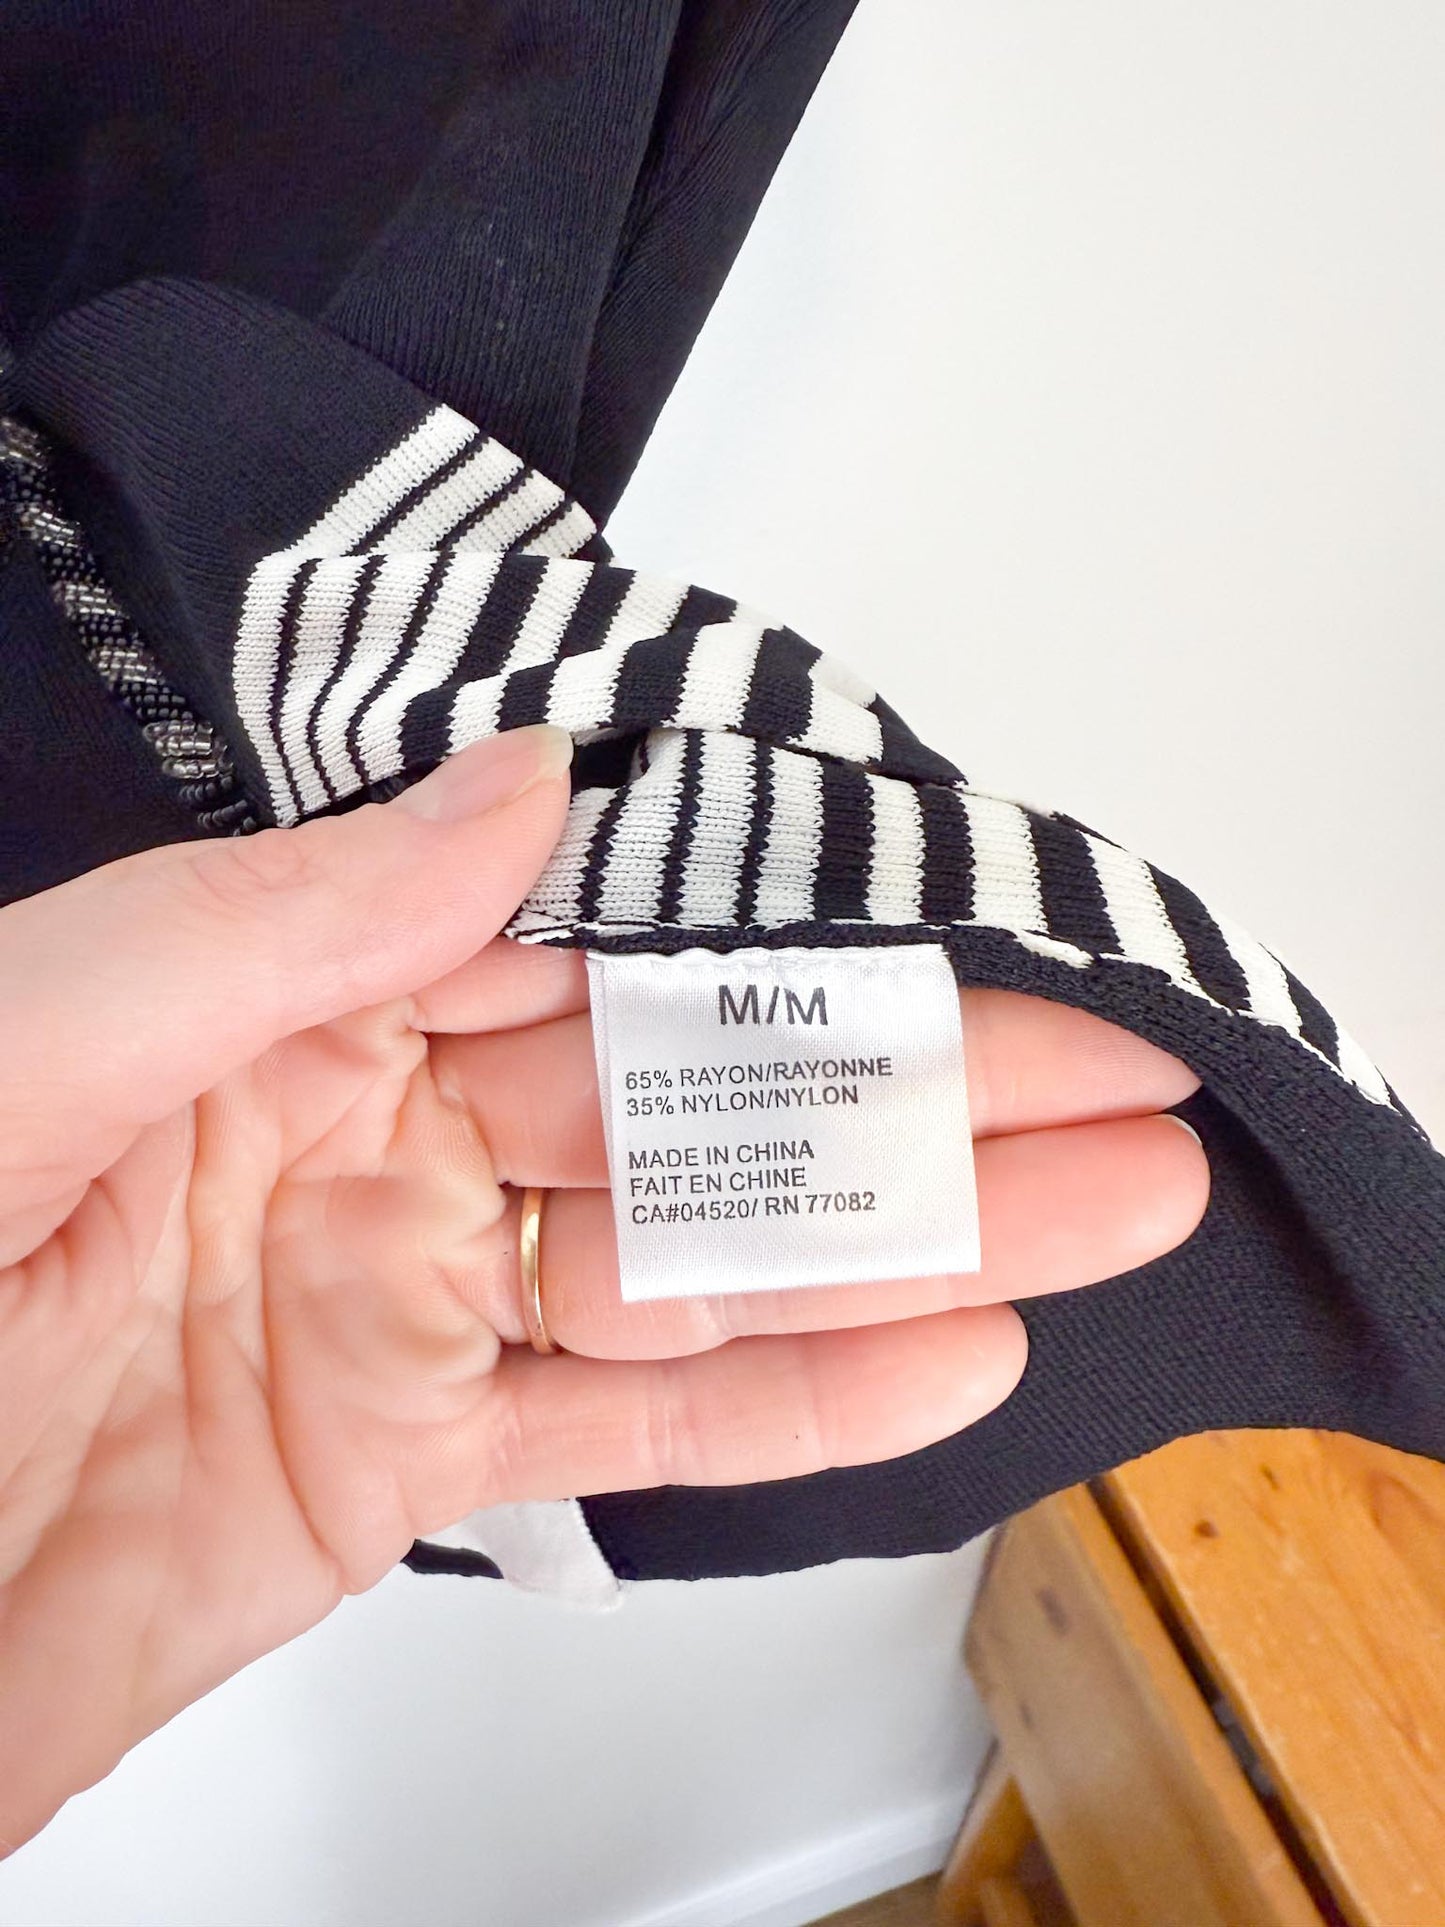 M/M
65% RAYON/RAYONNE
35% NYLON/NYLON
MADE IN CHINA
FAIT EN CHINE
CA#04520/ RN 77082